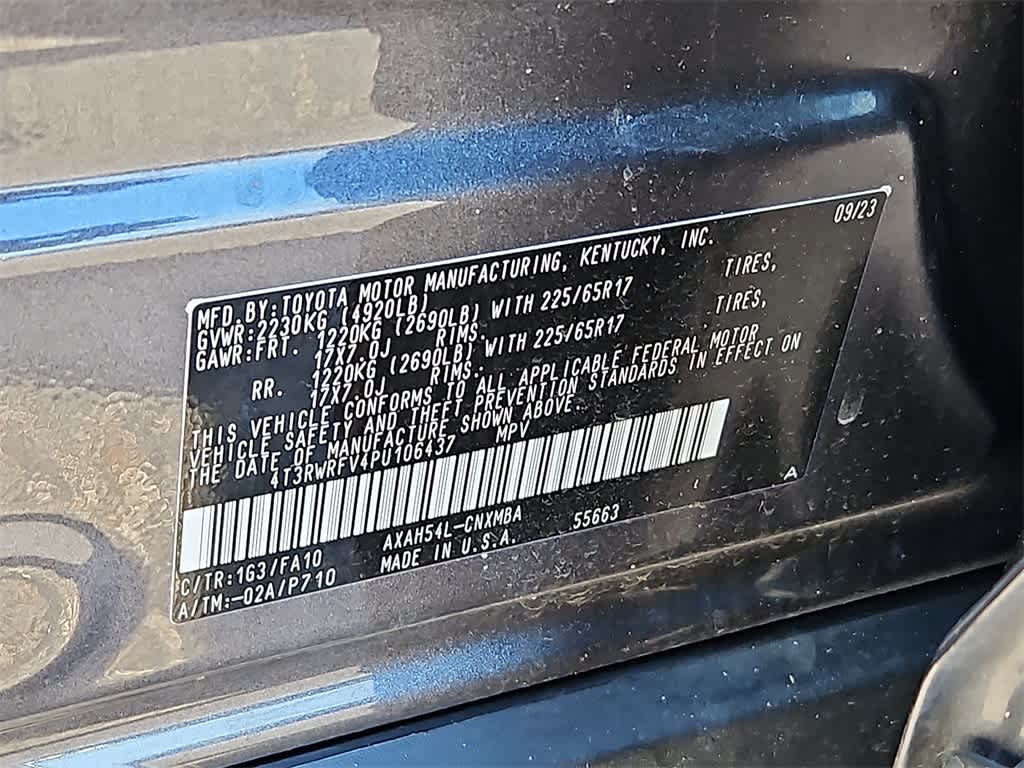 09/23
MFD. BY: TOYOTA MOTOR MANUFACTURING, KENTUCKY, INC.
GVWR: 2230KG (4920LB)
GAWR: FRT. 1220KG (2690LB) WITH 225/65R17 TIRES,
17X7.0J RIMS.
RR. 1220KG (2690LB) WITH 225/65R17 TIRES,
17X7.0J RIMS.
THIS VEHICLE CONFORMS TO ALL APPLICABLE FEDERAL MOTOR
VEHICLE SAFETY AND THEFT PREVENTION STANDARDS IN EFFECT ON
THE DATE OF MANUFACTURE SHOWN ABOVE.
4T3RWRFV4PU106437 MPV
A
AXAH54L-CNXMBA 55663
C/TR:1G3/FA10
MADE IN U.S.A.
A/TM:-02A/P710